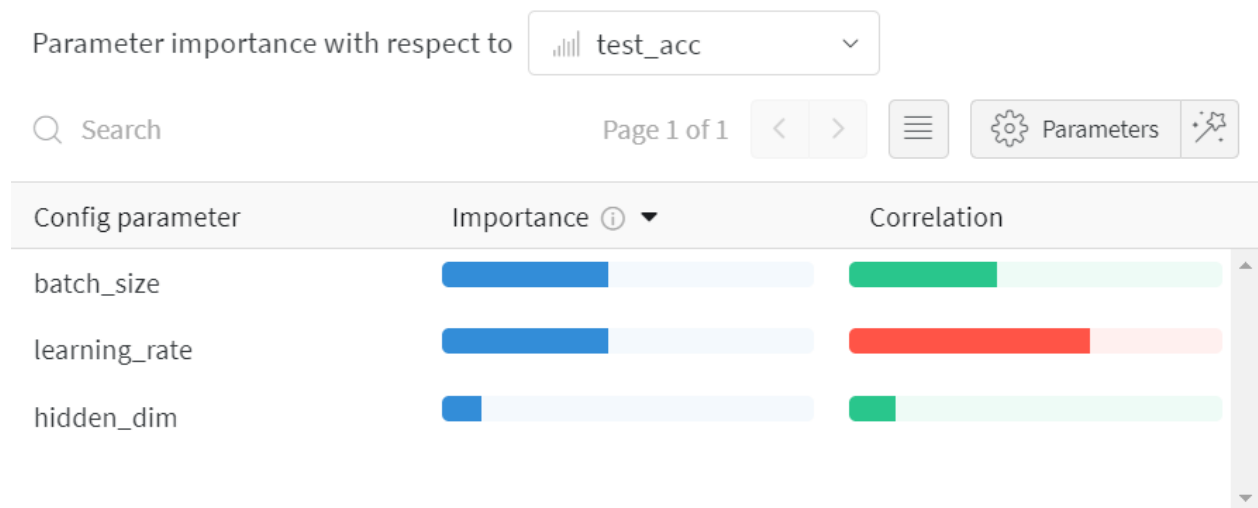 Parameter importance with respect to test_acc
Search Page 1 of 1 Parameters
Config parameter Importance Correlation
batch_size
learning_rate
hidden_dim